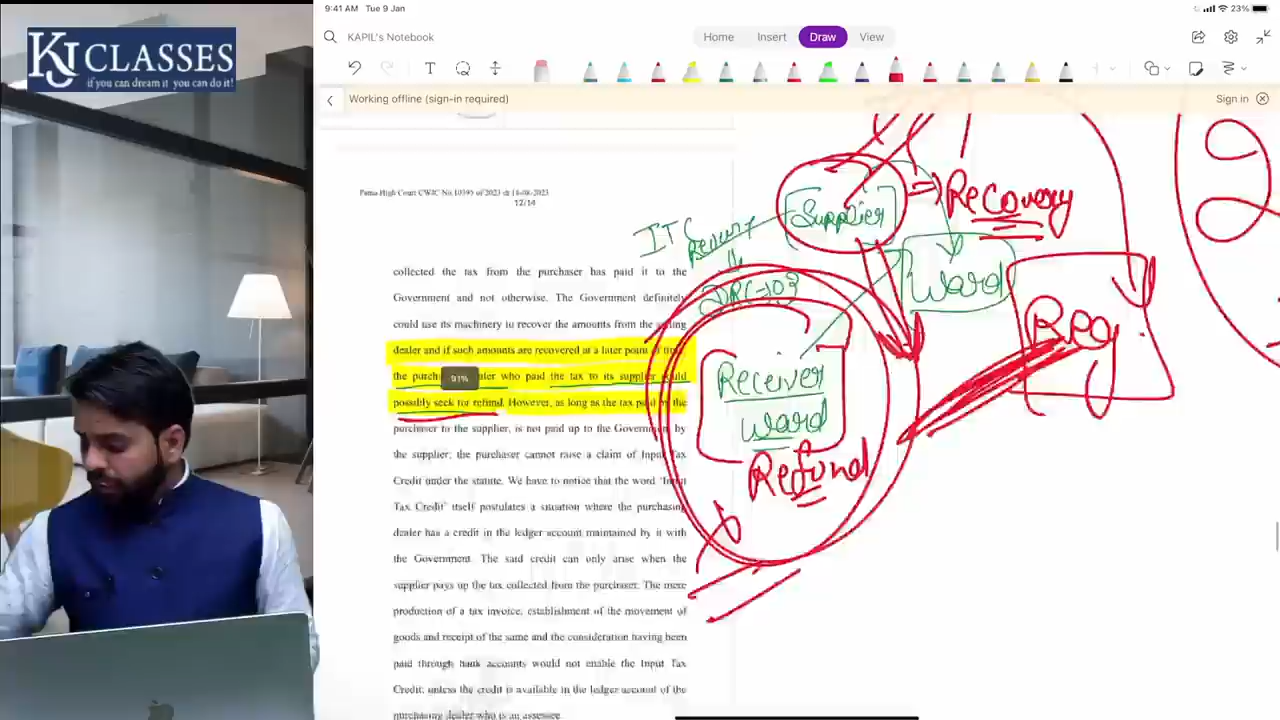 9:41 AM Tue 9 Jan
23%
KJ CLASSES
if you can dream it you can do it!
KAPIL's Notebook
Home Insert Draw View
Working offline (sign-in required)
Sign in
Patna High Court CWJC No.10395 of 2023 dt
12/14
collected the tax from the purchaser has paid it to the
Government and not otherwise. The Government definitely
could use its machinery to recover the amounts from the selling
dealer and if such amounts are recovered at a later point of time
the who paid the tax to its supplier could
91%
possibly seek for refund. However, as long as the tax paid by the
purchaser to the supplier, is not paid up to the Government by
the supplier; the purchaser cannot raise a claim of Input Tax
Credit under the statute. We have to notice that the word 'Input
Tax Credit' itself postulates a situation where the purchasing
dealer has a credit in the ledger account maintained by it with
the Government. The said credit can only arise when the
supplier pays up the tax collected from the purchaser. The mere
production of a tax invoice, establishment of the movement of
goods and receipt of the same and the consideration having been
paid through bank accounts would not enable the Input Tax
Credit; unless the credit is available in the ledger account of the
purchasing dealer who is an assessee.
Supplier
Recovery
ITC
DRC-03
Ward
Reg.
Receiver
ward
Refund